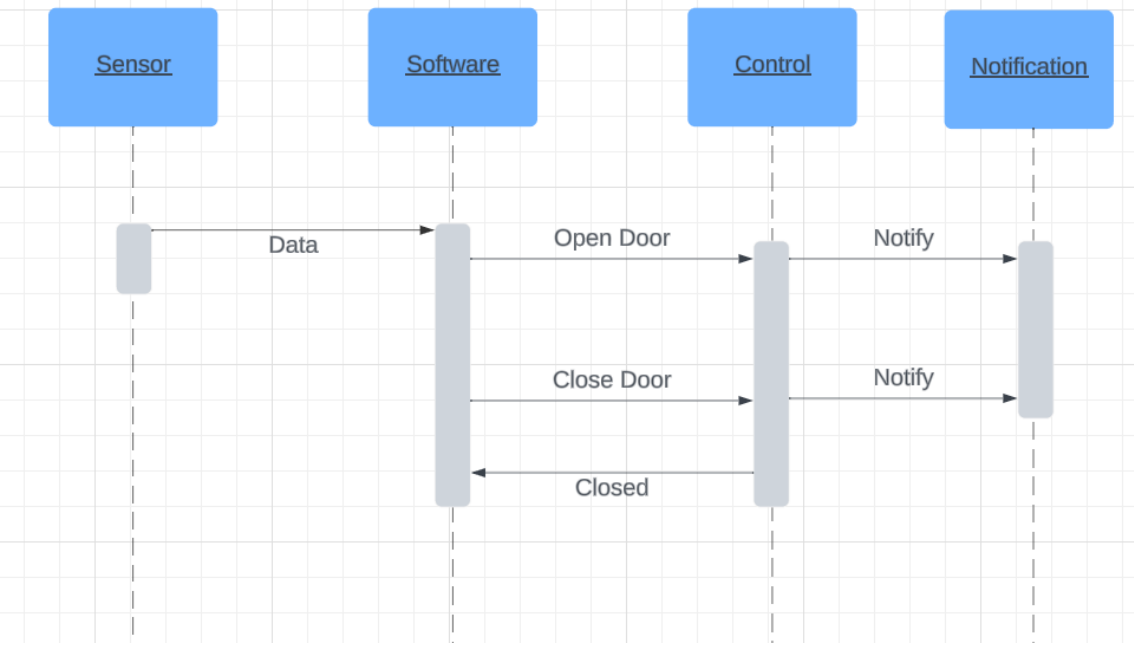 Sensor
Software
Control
Notification
Data
Open Door
Notify
Close Door
Notify
Closed